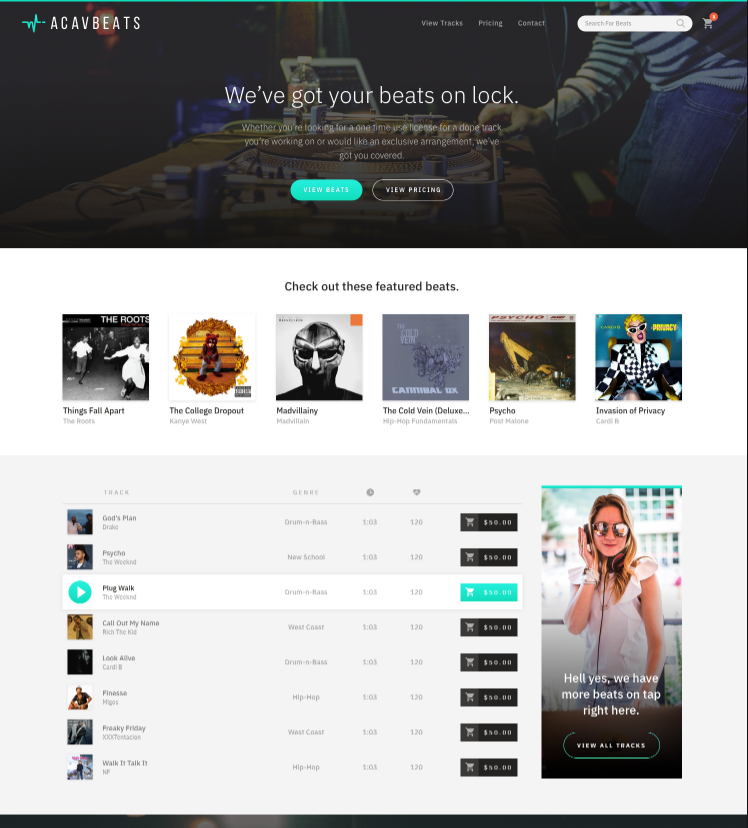 ACAVBEATS
View Tracks
Pricing
Contact
Search For Beats
We've got your beats on lock.
Whether you're looking for a one time use license for a dope track
you're working on or would like an exclusive arrangement, we've
got you covered.
VIEW BEATS
VIEW PRICING
Check out these featured beats.
THE ROOTS
THE COLD VEIN
CANNIBAL OX
PSYCHO
CARDI B
PRIVACY
Things Fall Apart
The College Dropout
Madvillainy
The Cold Vein (Deluxe...
Psycho
Invasion of Privacy
The Roots
Kanye West
Madvillain
Hip-Hop Fundamentals
Post Malone
Cardi B
TRACK
GENRE
God's Plan
Drake
Drum-n-Bass
1:03
120
$50.00
Psycho
The Weeknd
New School
1:03
120
$50.00
Plug Walk
The Weeknd
Drum-n-Bass
1:03
120
$50.00
Call Out My Name
Rich The Kid
West Coast
1:03
120
$50.00
Look Alive
Cardi B
Drum-n-Bass
1:03
120
$50.00
Finesse
Migos
Hip-Hop
1:03
120
$50.00
Freaky Friday
XXXTentacion
West Coast
1:03
120
$50.00
Walk It Talk It
NF
Hip-Hop
1:03
120
$50.00
Hell yes, we have
more beats on tap
right here.
VIEW ALL TRACKS